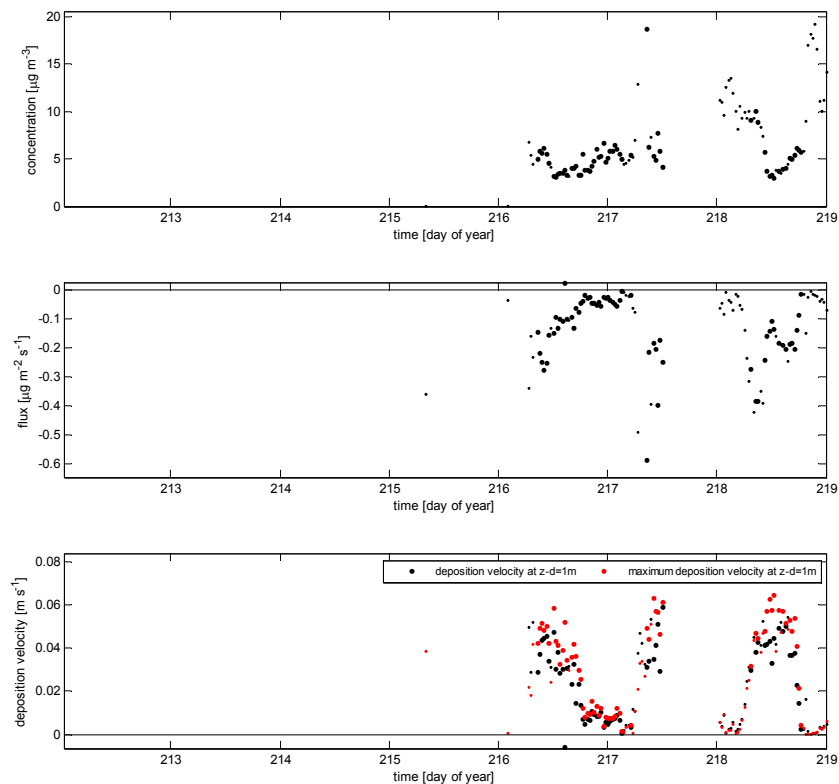 20
15
10
5
0
concentration [μg m-3]
213 214 215 216 217 218 219
time [day of year]
0
-0.1
-0.2
-0.3
-0.4
-0.5
-0.6
flux [μg m-2 s-1]
213 214 215 216 217 218 219
time [day of year]
0.08
0.06
0.04
0.02
0
deposition velocity [m s-1]
deposition velocity at z-d=1m maximum deposition velocity at z-d=1m
213 214 215 216 217 218 219
time [day of year]